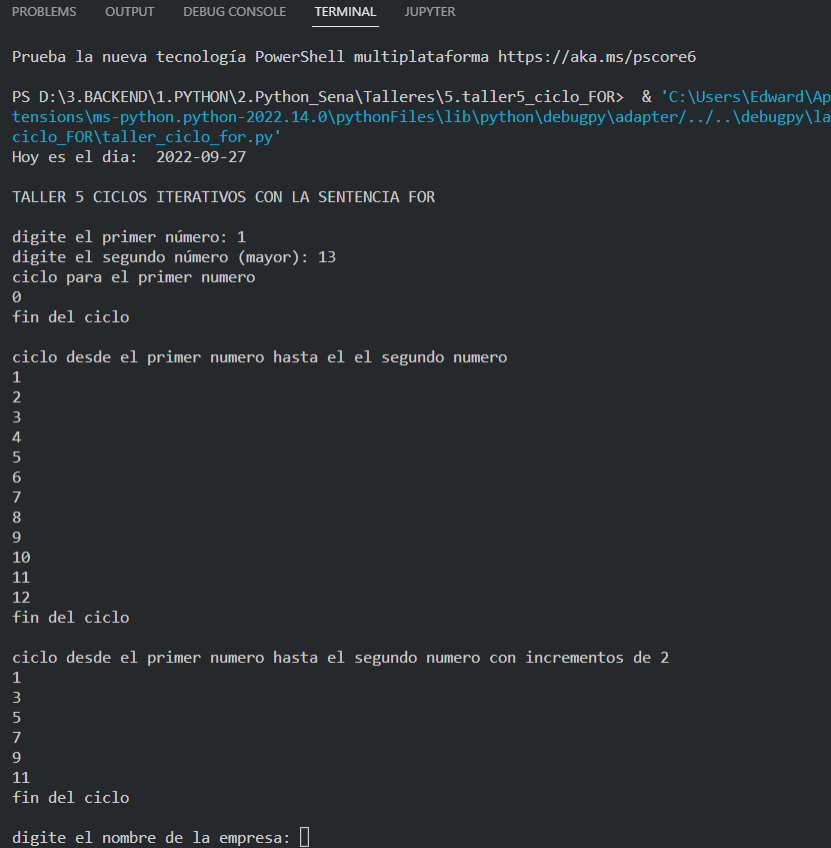 PROBLEMS OUTPUT DEBUG CONSOLE TERMINAL JUPYTER
Prueba la nueva tecnología PowerShell multiplataforma https://aka.ms/pscore6
PS D:\3.BACKEND\1.PYTHON\2.Python_Sena\Talleres\5.taller5_ciclo_FOR>  & 'C:\Users\Edward\Ap
tensions\ms-python.python-2022.14.0\pythonFiles\lib\python\debugpy\adapter/../..\debugpy\la
ciclo_FOR\taller_ciclo_for.py'
Hoy es el dia:  2022-09-27
TALLER 5 CICLOS ITERATIVOS CON LA SENTENCIA FOR
digite el primer número: 1
digite el segundo número (mayor): 13
ciclo para el primer numero
0
fin del ciclo
ciclo desde el primer numero hasta el el segundo numero
1
2
3
4
5
6
7
8
9
10
11
12
fin del ciclo
ciclo desde el primer numero hasta el segundo numero con incrementos de 2
1
3
5
7
9
11
fin del ciclo
digite el nombre de la empresa: